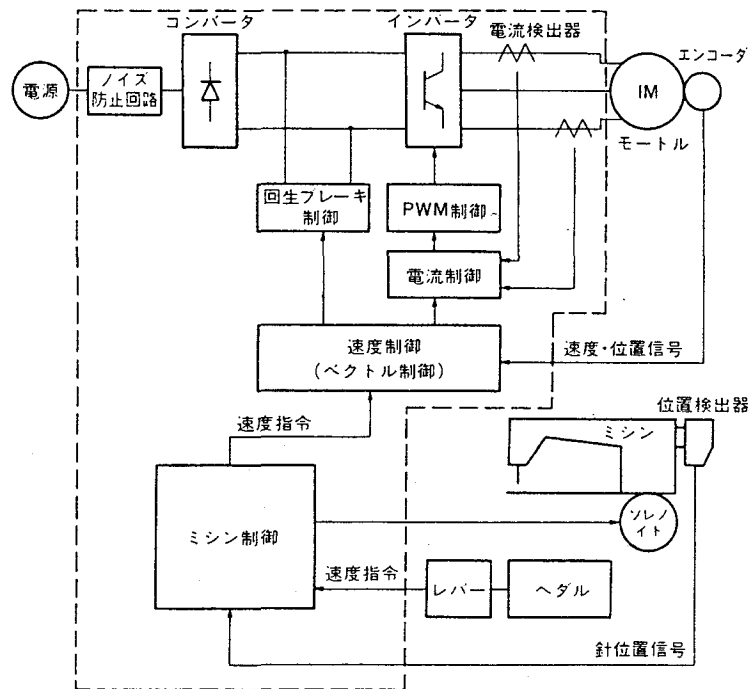 コンバータ
インバータ
電流検出器
エンコーダ
電源
ノイズ
防止回路
IM
モートル
回生ブレーキ
制御
PWM制御
電流制御
速度制御
(ベクトル制御)
速度・位置信号
速度指令
位置検出器
ミシン
ミシン制御
ソレノ
イト
速度指令
レバー
ヘダル
針位置信号